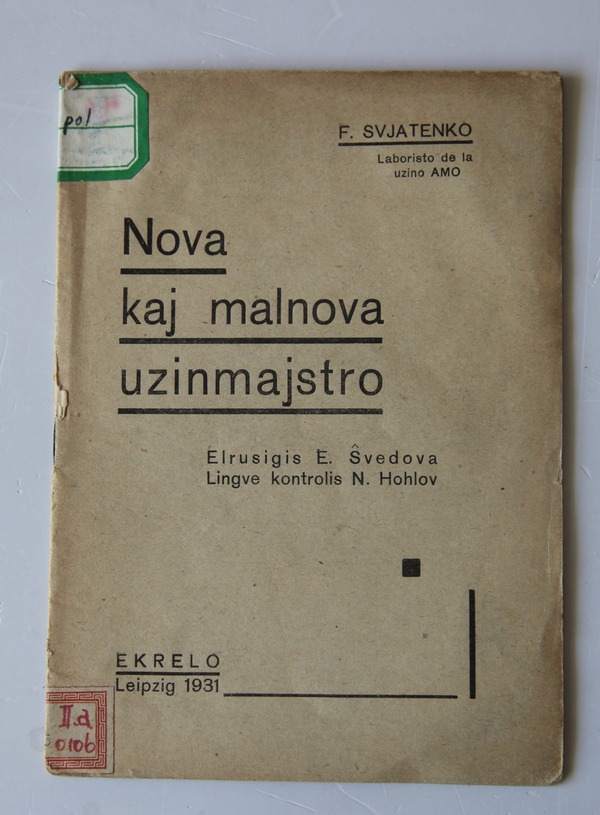 pol
F. SVJATENKO
Laboristo de la
uzino AMO
Nova
kaj malnova
uzinmajstro
Elrusigis E. Ŝvedova
Lingve kontrolis N. Hohlov
EKRELO
Leipzig 1931
II.a
0106